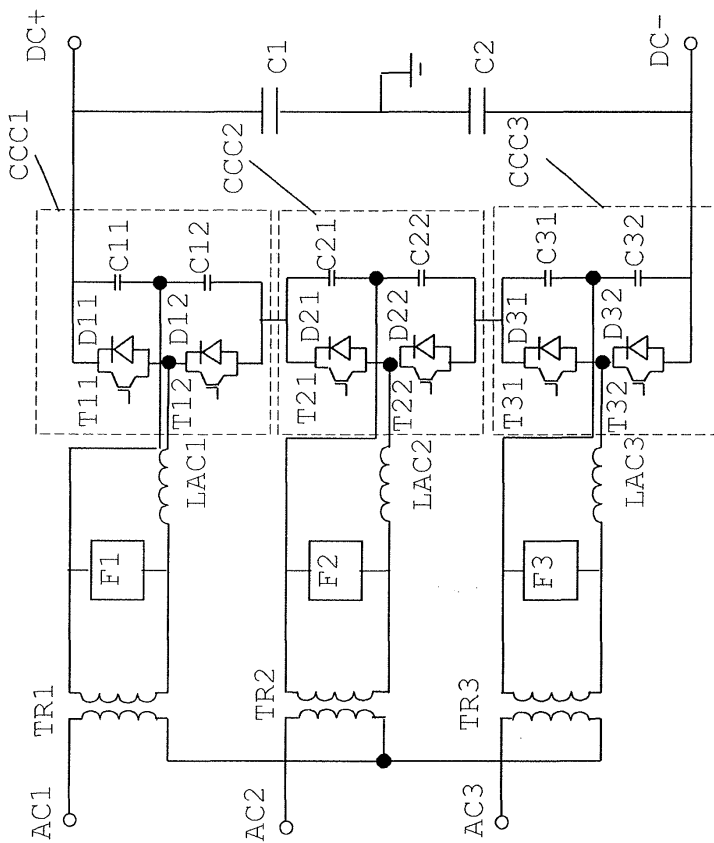 DC+
DC-
C1
C2
CCC1
CCC2
CCC3
C11
C12
C21
C22
C31
C32
D11
D12
D21
D22
D31
D32
T11
T12
T21
T22
T31
T32
LAC1
LAC2
LAC3
F1
F2
F3
TR1
TR2
TR3
AC1
AC2
AC3